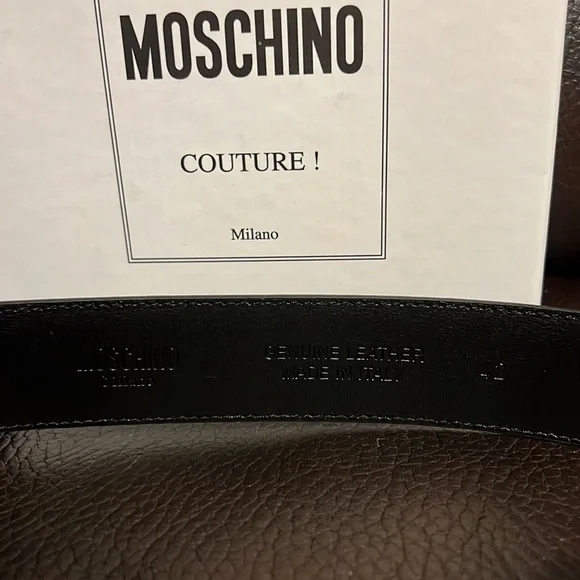 MOSCHINO
COUTURE !
Milano
MOSCHINO
GENUINE LEATHER
MADE IN ITALY